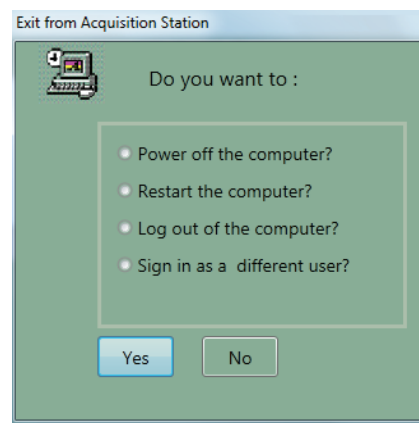 Exit from Acquisition Station
Do you want to :
Power off the computer?
Restart the computer?
Log out of the computer?
Sign in as a  different user?
Yes
No